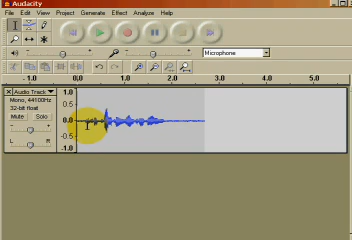 Audacity
File Edit View Project Generate Effect Analyze Help
Microphone
- 1.0 0.0 1.0 2.0 3.0 4.0 5.0
Audio Track
Mono, 44100Hz
32-bit float
Mute Solo
- +
L R
1.0
0.5
0.0
-0.5
-1.0